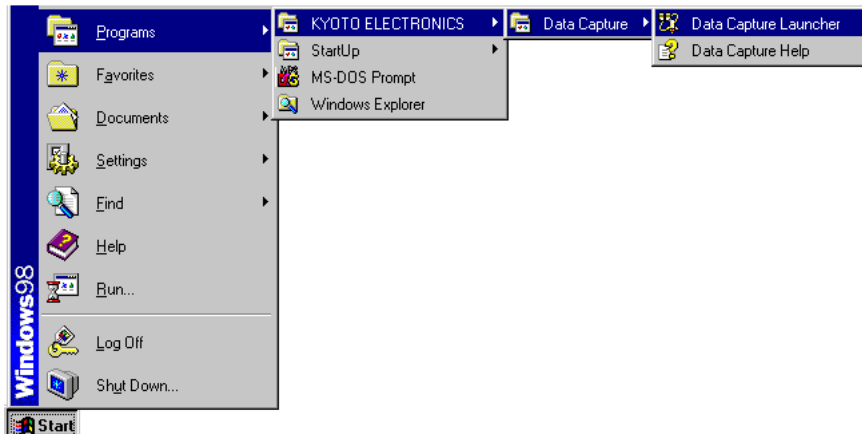 Programs
Favorites
Documents
Settings
Find
Help
Run...
Log Off
Shut Down...
Windows98
Start
KYOTO ELECTRONICS
StartUp
MS-DOS Prompt
Windows Explorer
Data Capture
Data Capture Launcher
Data Capture Help